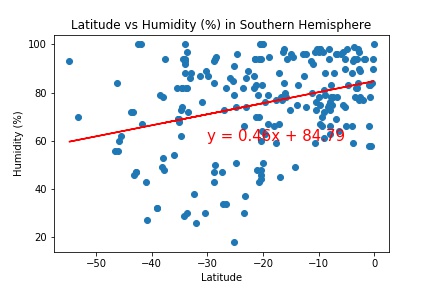 Latitude vs Humidity (%) in Southern Hemisphere
100
80
60
40
20
Humidity (%)
y = 0.46x + 84.79
−50
−40
−30
−20
−10
0
Latitude